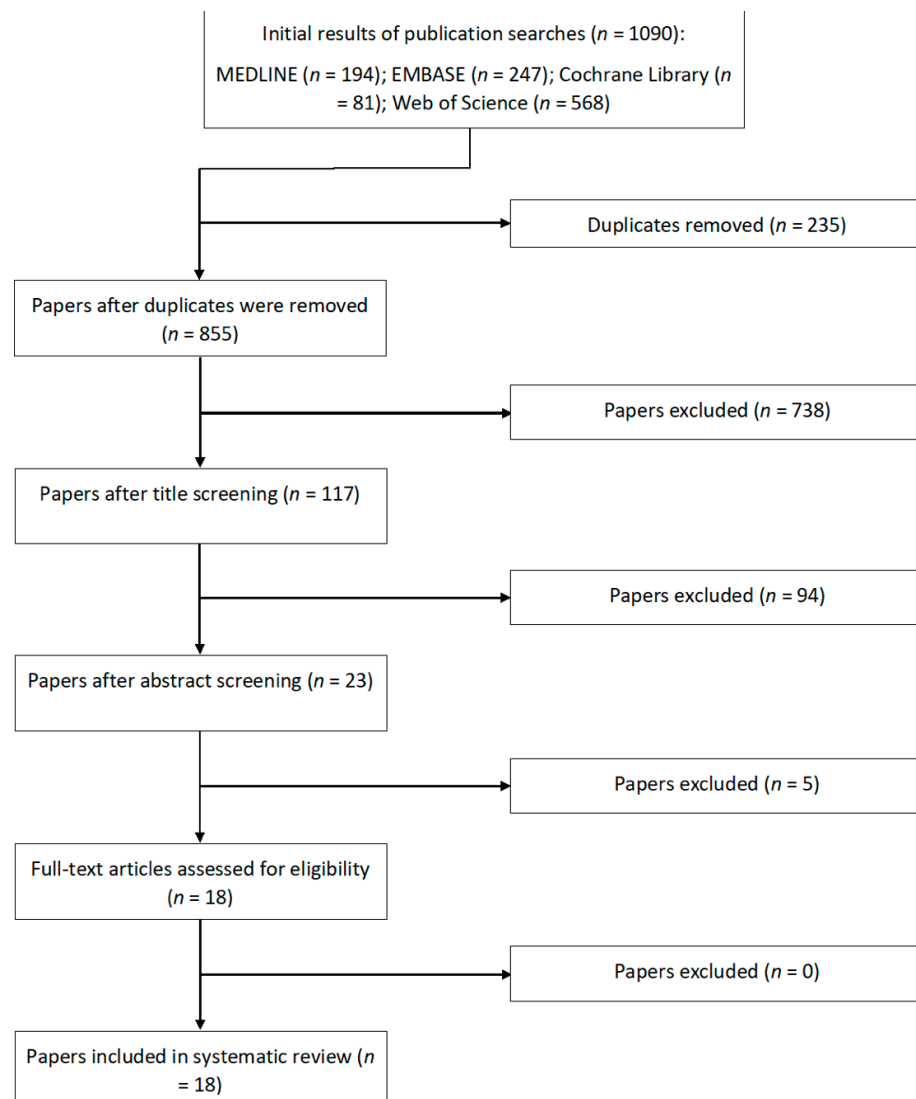 Initial results of publication searches (n = 1090):
MEDLINE (n = 194); EMBASE (n = 247); Cochrane Library (n
= 81); Web of Science (n = 568)
Duplicates removed (n = 235)
Papers after duplicates were removed
(n = 855)
Papers excluded (n = 738)
Papers after title screening (n = 117)
Papers excluded (n = 94)
Papers after abstract screening (n = 23)
Papers excluded (n = 5)
Full-text articles assessed for eligibility
(n = 18)
Papers excluded (n = 0)
Papers included in systematic review (n
= 18)